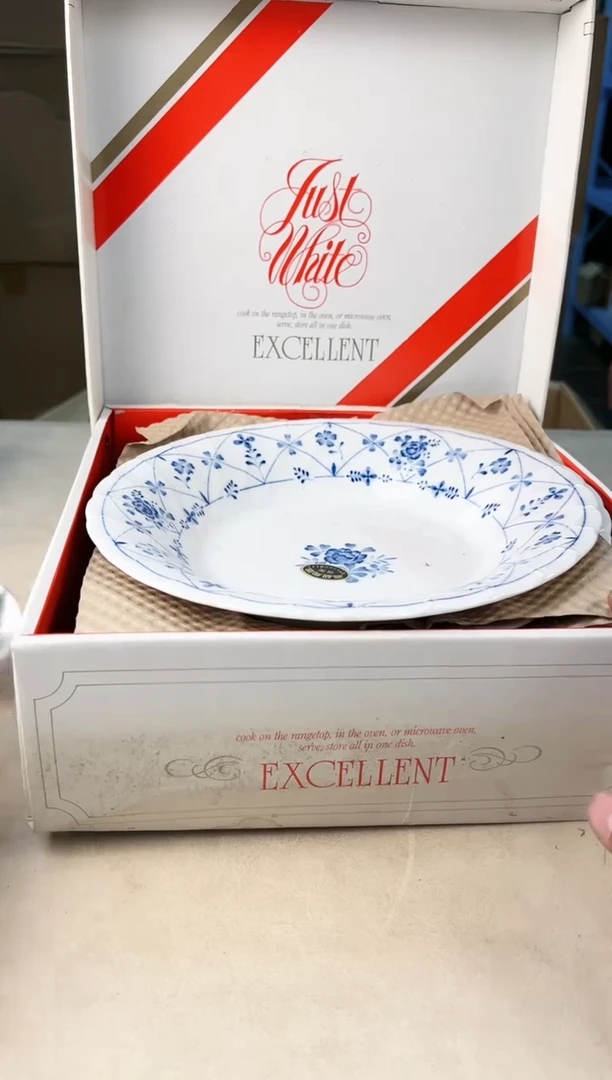 Just
White
cook on the rangetop, in the oven, or microwave oven,
serve, store all in one dish.
EXCELLENT
cook on the rangetop, in the oven, or microwave oven,
serve, store all in one dish.
EXCELLENT